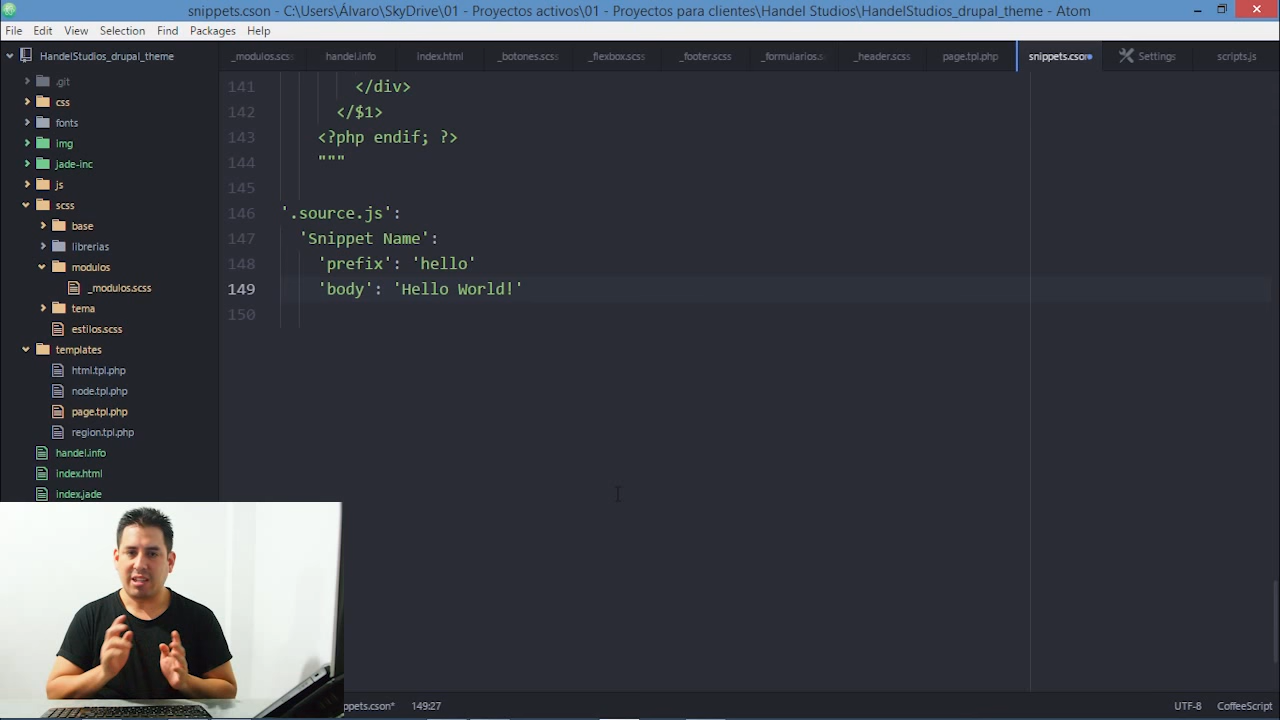 snippets.cson - C:\Users\Álvaro\SkyDrive\01 - Proyectos activos\01 - Proyectos para clientes\Handel Studios\HandelStudios_drupal_theme - Atom
File Edit View Selection Find Packages Help
HandelStudios_drupal_theme
_modulos.scss handel.info index.html _botones.scss _flexbox.scss _footer.scss _formularios.s _header.scss page.tpl.php snippets.cson Settings scripts.js
.git
css
fonts
img
jade-inc
js
scss
base
librerias
modulos
_modulos.scss
tema
estilos.scss
templates
html.tpl.php
node.tpl.php
page.tpl.php
region.tpl.php
handel.info
index.html
index.jade
141 </div>
142 </$1>
143 <?php endif; ?>
144 """
145
146 '.source.js':
147 'Snippet Name':
148 'prefix': 'hello'
149 'body': 'Hello World!'
150
ppets.cson* 149:27 UTF-8 CoffeeScript